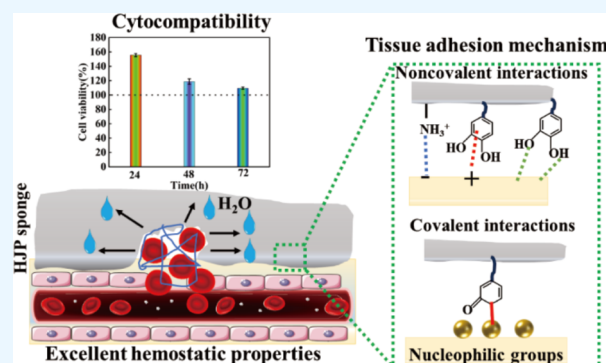 Cytocompatibility
180
160
140
120
100
80
60
40
20
0
Cell viability(%)
24
48
72
Time(h)
HJP sponge
H₂O
Excellent hemostatic properties
Tissue adhesion mechanism
Noncovalent interactions
NH₃⁺
HO
OH
HO
OH
-
+
Covalent interactions
O
Nucleophilic groups